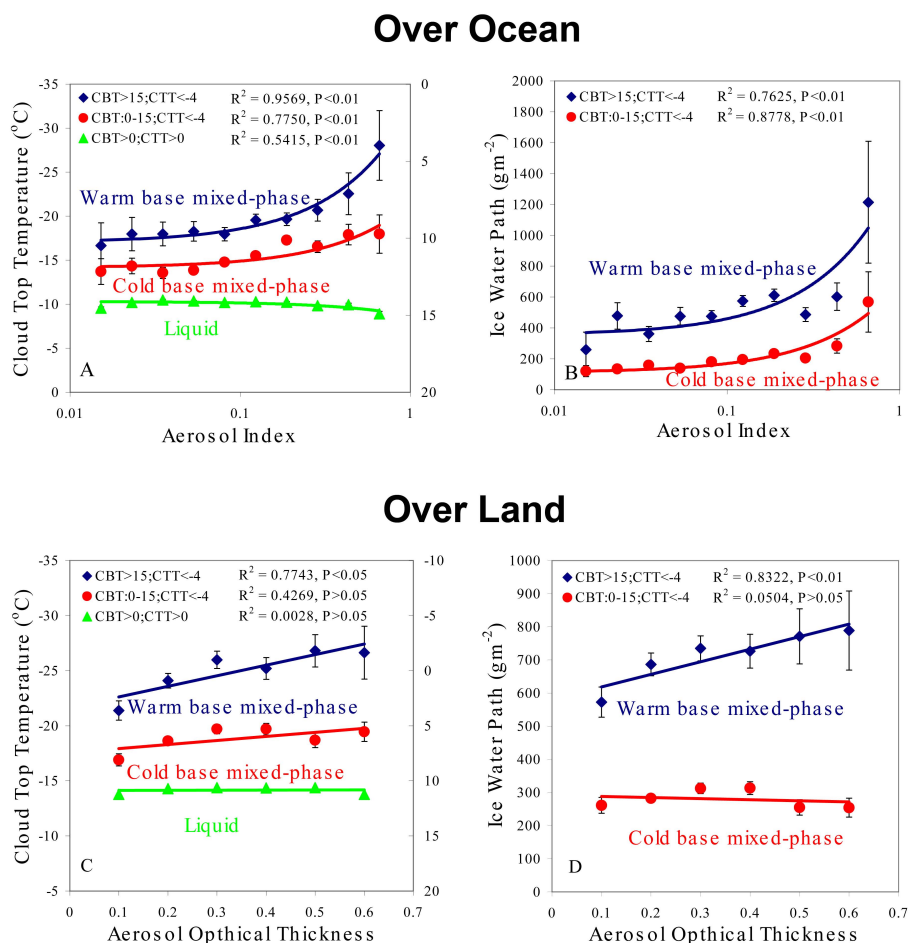 Over Ocean
-35
-30
-25
-20
-15
-10
-5
0
0
5
10
15
20
Cloud Top Temperature (°C)
CBT>15;CTT<-4 R² = 0.9569, P<0.01
CBT:0-15;CTT<-4 R² = 0.7750, P<0.01
CBT>0;CTT>0 R² = 0.5415, P<0.01
Warm base mixed-phase
Cold base mixed-phase
Liquid
A
0.01 0.1 1
Aerosol Index
2000
1800
1600
1400
1200
1000
800
600
400
200
0
Ice Water Path (gm⁻²)
CBT>15;CTT<-4 R² = 0.7625, P<0.01
CBT:0-15;CTT<-4 R² = 0.8778, P<0.01
Warm base mixed-phase
Cold base mixed-phase
B
0.01 0.1 1
Aerosol Index
Over Land
-35
-30
-25
-20
-15
-10
-5
-10
-5
0
5
10
15
20
Cloud Top Temperature (°C)
CBT>15;CTT<-4 R² = 0.7743, P<0.05
CBT:0-15;CTT<-4 R² = 0.4269, P>0.05
CBT>0;CTT>0 R² = 0.0028, P>0.05
Warm base mixed-phase
Cold base mixed-phase
Liquid
C
0 0.1 0.2 0.3 0.4 0.5 0.6 0.7
Aerosol Opthical Thickness
1000
900
800
700
600
500
400
300
200
100
0
Ice Water Path (gm⁻²)
CBT>15;CTT<-4 R² = 0.8322, P<0.01
CBT:0-15;CTT<-4 R² = 0.0504, P>0.05
Warm base mixed-phase
Cold base mixed-phase
D
0 0.1 0.2 0.3 0.4 0.5 0.6 0.7
Aerosol Opthical Thickness